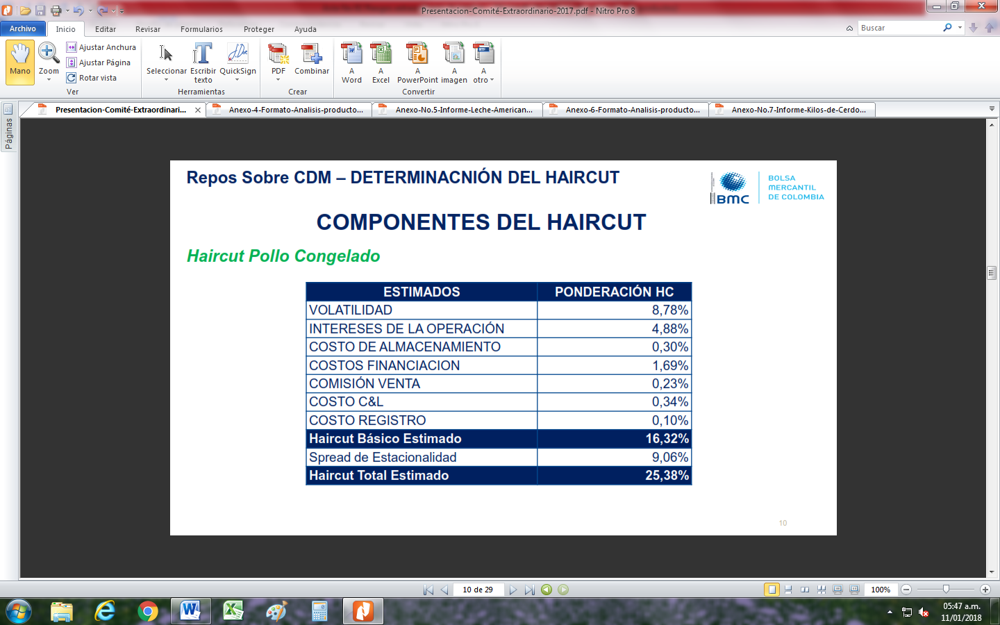 Presentacion-Comité-Extraordinario-2017.pdf - Nitro Pro 8
Archivo Inicio Editar Revisar Formularios Proteger Ayuda Buscar
Mano Zoom
Ajustar Anchura
Ajustar Página
Rotar vista
Ver
Seleccionar Escribir texto QuickSign
Herramientas
PDF Combinar
Crear
A Word A Excel A PowerPoint A imagen A otro
Convertir
Presentacion-Comité-Extraordinari... Anexo-4-Formato-Analisis-producto... Anexo-No.5-Informe-Leche-American... Anexo-6-Formato-Analisis-producto... Anexo-No.7-Informe-Kilos-de-Cerdo...
Páginas
Repos Sobre CDM – DETERMINACNIÓN DEL HAIRCUT
BMC
BOLSA
MERCANTIL
DE COLOMBIA
COMPONENTES DEL HAIRCUT
Haircut Pollo Congelado
ESTIMADOS PONDERACIÓN HC
VOLATILIDAD 8,78%
INTERESES DE LA OPERACIÓN 4,88%
COSTO DE ALMACENAMIENTO 0,30%
COSTOS FINANCIACION 1,69%
COMISIÓN VENTA 0,23%
COSTO C&L 0,34%
COSTO REGISTRO 0,10%
Haircut Básico Estimado 16,32%
Spread de Estacionalidad 9,06%
Haircut Total Estimado 25,38%
10
10 de 29
100%
05:47 a.m.
11/01/2018